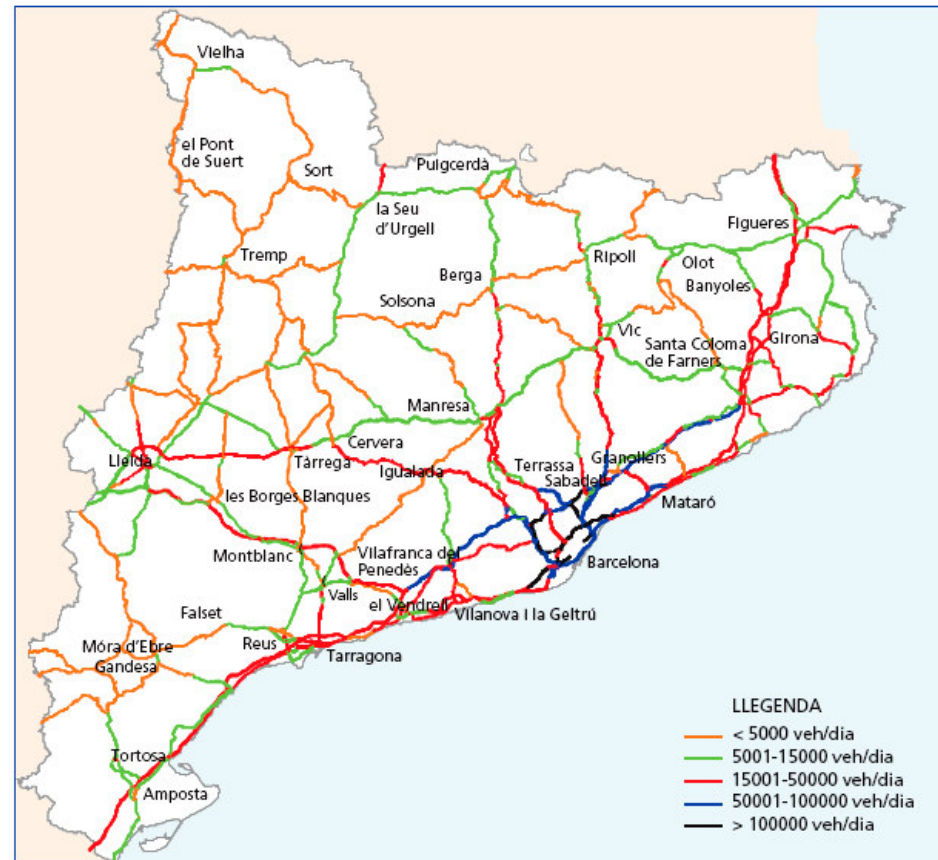 Vielha
el Pont
de Suert
Sort
Puigcerdà
la Seu
d'Urgell
Figueres
Tremp
Ripoll
Olot
Berga
Banyoles
Solsona
Vic
Santa Coloma
de Farners
Girona
Manresa
Cervera
Lleida
Tàrrega
Igualada
Terrassa
Granollers
Sabadell
les Borges Blanques
Mataró
Montblanc
Vilafranca del
Penedès
Barcelona
Valls
el Vendrell
Falset
Vilanova i la Geltrú
Móra d'Ebre
Reus
Gandesa
Tarragona
Tortosa
Amposta
LLEGENDA
< 5000 veh/dia
5001-15000 veh/dia
15001-50000 veh/dia
50001-100000 veh/dia
> 100000 veh/dia